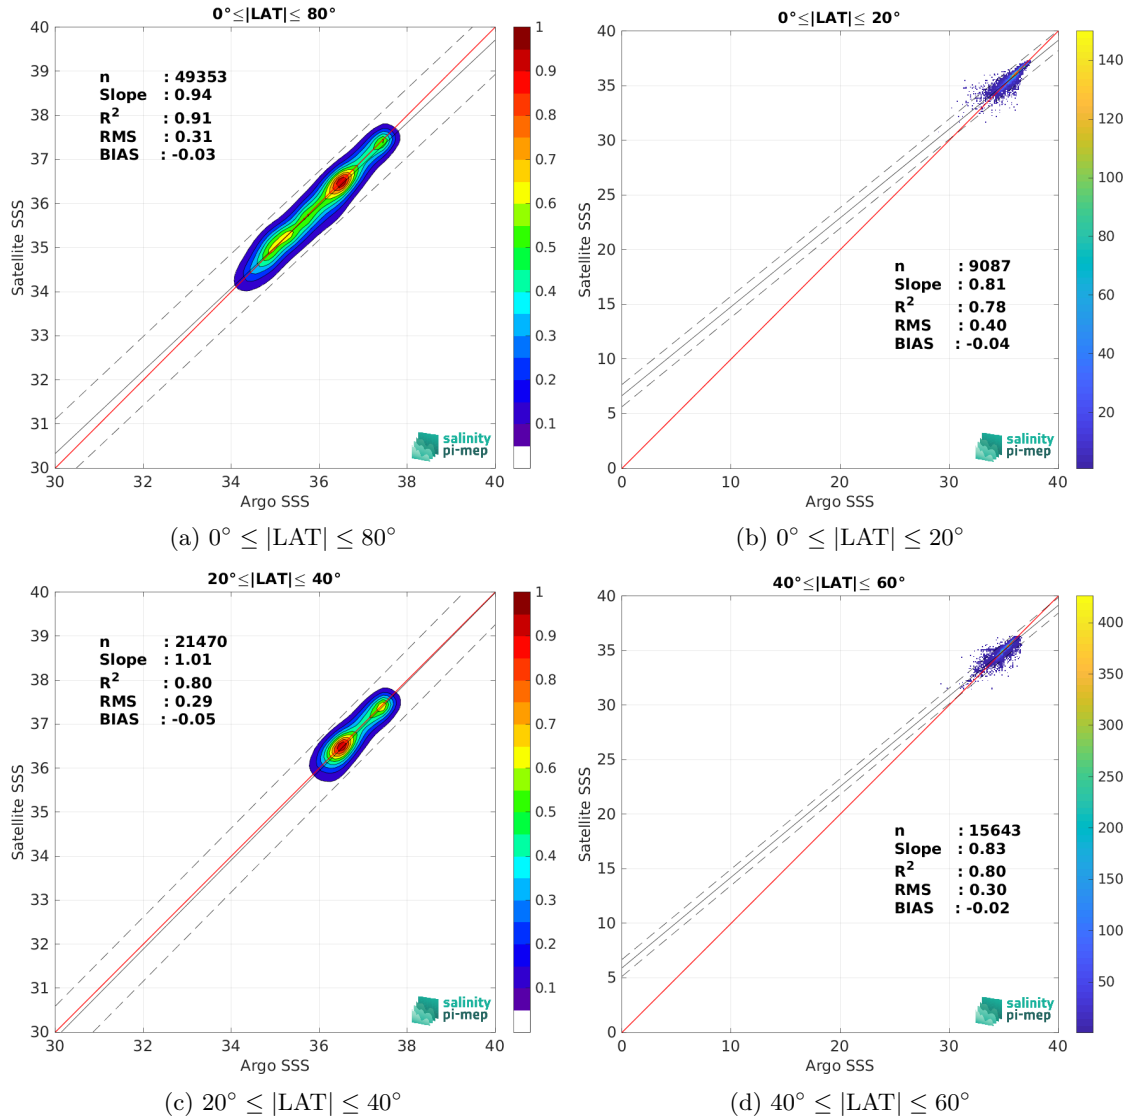 0°≤|LAT|≤ 80°
40
39
38
37
36
35
34
33
32
31
30
Satellite SSS
n : 49353
Slope : 0.94
R² : 0.91
RMS : 0.31
BIAS : -0.03
salinity
pi-mep
30 32 34 36 38 40
Argo SSS
1
0.9
0.8
0.7
0.6
0.5
0.4
0.3
0.2
0.1
(a) 0° ≤ |LAT| ≤ 80°
0°≤|LAT|≤ 20°
40
35
30
25
20
15
10
5
0
Satellite SSS
n : 9087
Slope : 0.81
R² : 0.78
RMS : 0.40
BIAS : -0.04
salinity
pi-mep
0 10 20 30 40
Argo SSS
140
120
100
80
60
40
20
(b) 0° ≤ |LAT| ≤ 20°
20°≤|LAT|≤ 40°
40
39
38
37
36
35
34
33
32
31
30
Satellite SSS
n : 21470
Slope : 1.01
R² : 0.80
RMS : 0.29
BIAS : -0.05
salinity
pi-mep
30 32 34 36 38 40
Argo SSS
1
0.9
0.8
0.7
0.6
0.5
0.4
0.3
0.2
0.1
(c) 20° ≤ |LAT| ≤ 40°
40°≤|LAT|≤ 60°
40
35
30
25
20
15
10
5
0
Satellite SSS
n : 15643
Slope : 0.83
R² : 0.80
RMS : 0.30
BIAS : -0.02
salinity
pi-mep
0 10 20 30 40
Argo SSS
400
350
300
250
200
150
100
50
(d) 40° ≤ |LAT| ≤ 60°